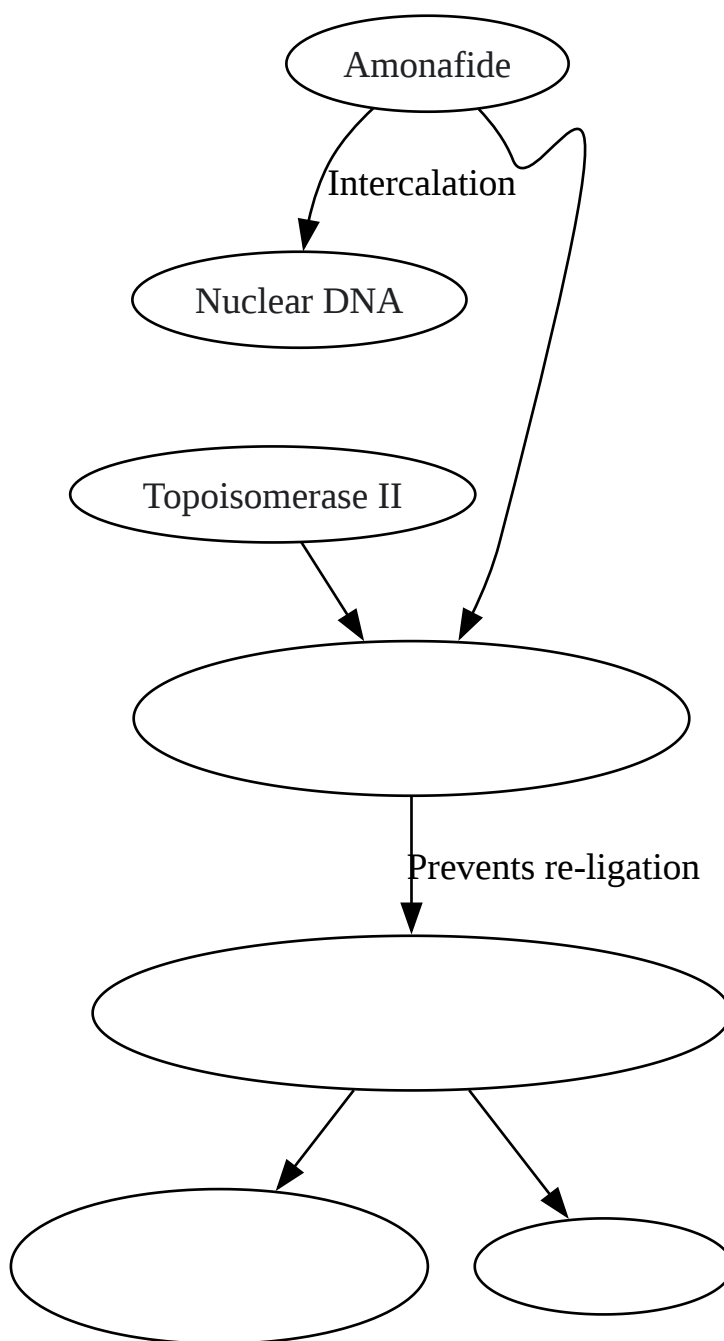 Amonafide
Intercalation
Nuclear DNA
Topoisomerase II
Prevents re-ligation